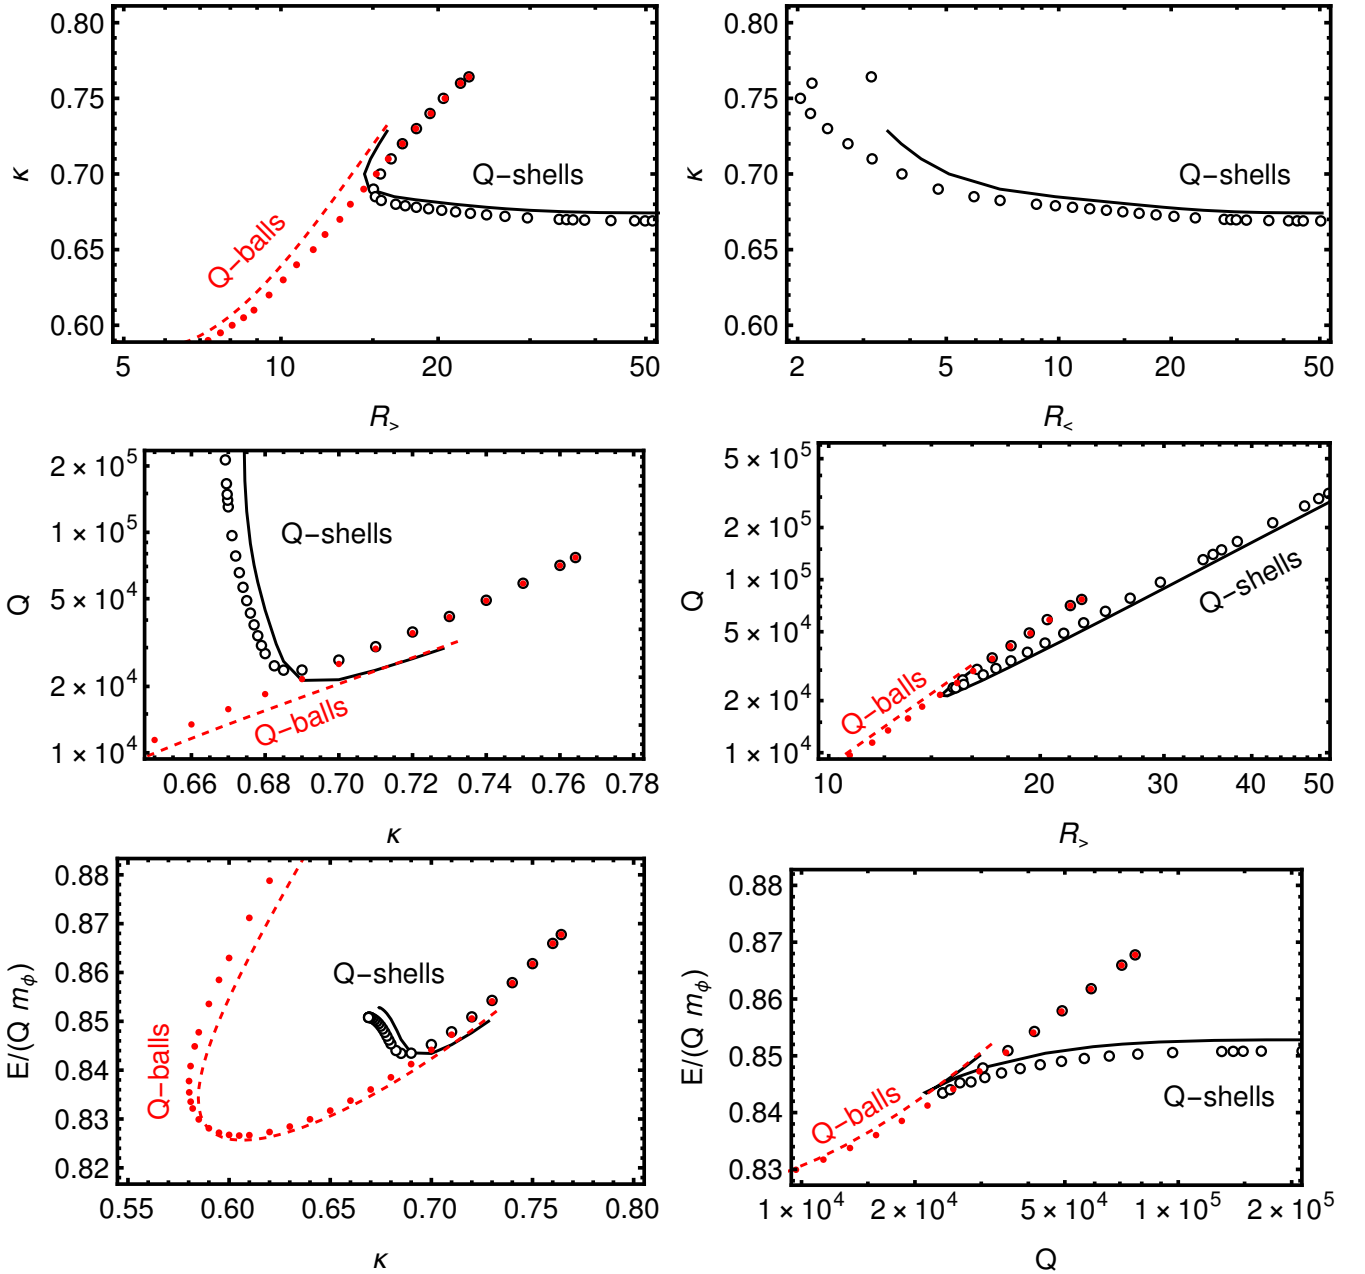 0.80
0.75
0.70
0.65
0.60
κ
Q-shells
Q-balls
5 10 20 50
R>
0.80
0.75
0.70
0.65
0.60
κ
Q-shells
2 5 10 20 50
R<
2 × 10^5
1 × 10^5
5 × 10^4
2 × 10^4
1 × 10^4
Q
Q-shells
Q-balls
0.66 0.68 0.70 0.72 0.74 0.76 0.78
κ
5 × 10^5
2 × 10^5
1 × 10^5
5 × 10^4
2 × 10^4
1 × 10^4
Q
Q-shells
Q-balls
10 20 30 40 50
R>
0.88
0.87
0.86
0.85
0.84
0.83
0.82
E/(Q mϕ)
Q-shells
Q-balls
0.55 0.60 0.65 0.70 0.75 0.80
κ
0.88
0.87
0.86
0.85
0.84
0.83
E/(Q mϕ)
Q-balls
Q-shells
1 × 10^4 2 × 10^4 5 × 10^4 1 × 10^5 2 × 10^5
Q